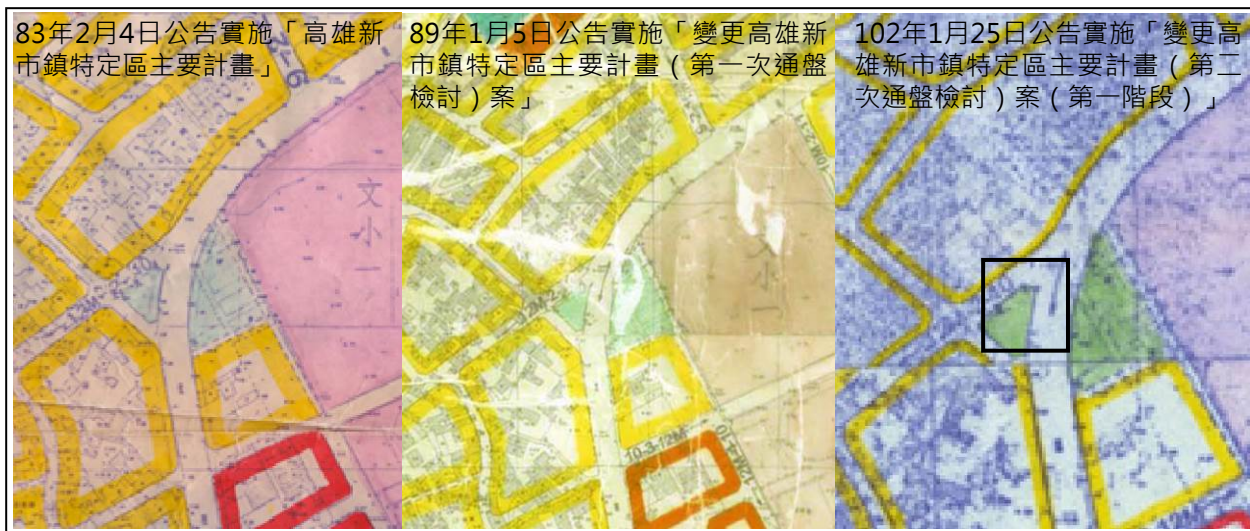 83年2月4日公告實施「高雄新
市鎮特定區主要計畫」
文
小
一
89年1月5日公告實施「變更高雄新
市鎮特定區主要計畫（第一次通盤
檢討）案」
小
一
10-3-12M
102年1月25日公告實施「變更高
雄新市鎮特定區主要計畫（第二
次通盤檢討）案（第一階段）」